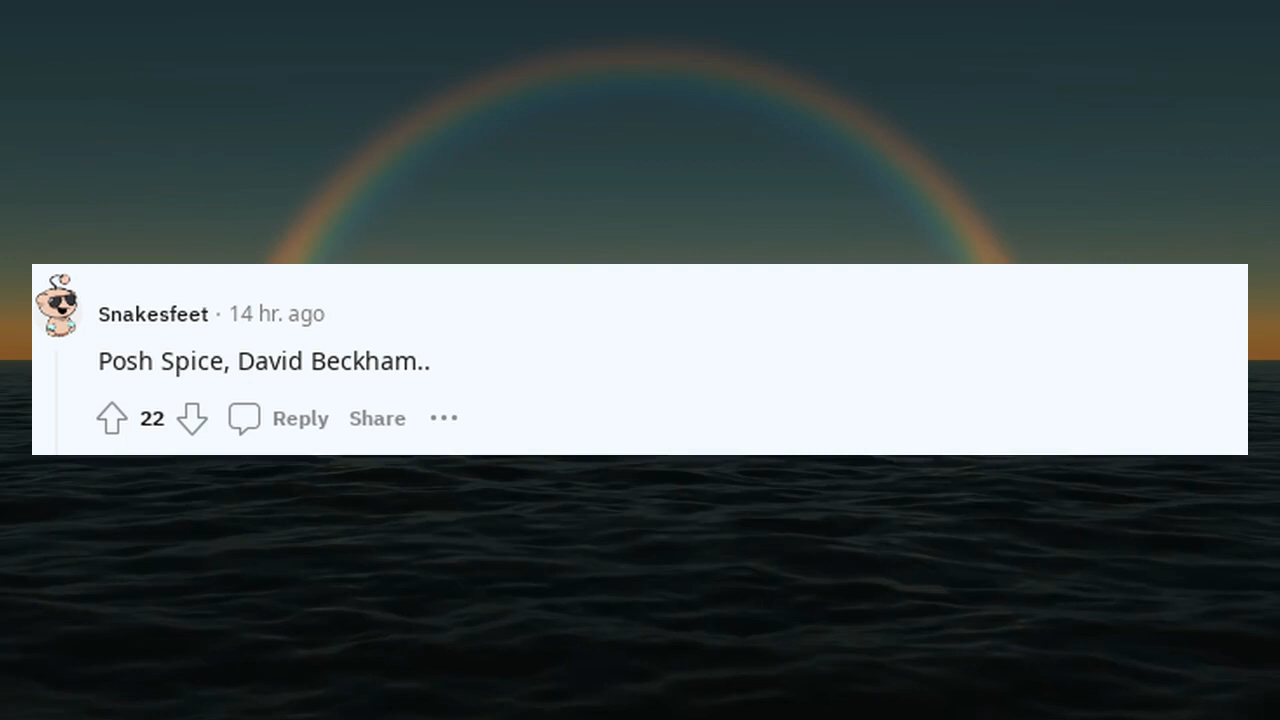 Snakesfeet · 14 hr. ago
Posh Spice, David Beckham..
22 Reply Share ···